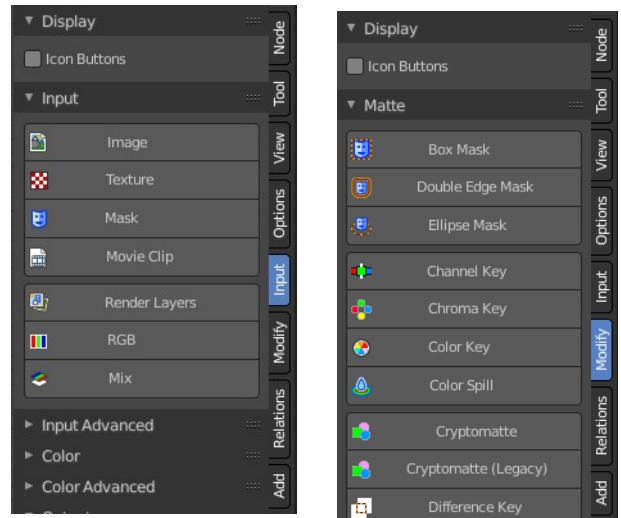 Display
Icon Buttons
Input
Image
Texture
Mask
Movie Clip
Render Layers
RGB
Mix
Input Advanced
Color
Color Advanced
Node
Tool
View
Options
Input
Modify
Relations
Add
Display
Icon Buttons
Matte
Box Mask
Double Edge Mask
Ellipse Mask
Channel Key
Chroma Key
Color Key
Color Spill
Cryptomatte
Cryptomatte (Legacy)
Difference Key
Node
Tool
View
Options
Input
Modify
Relations
Add